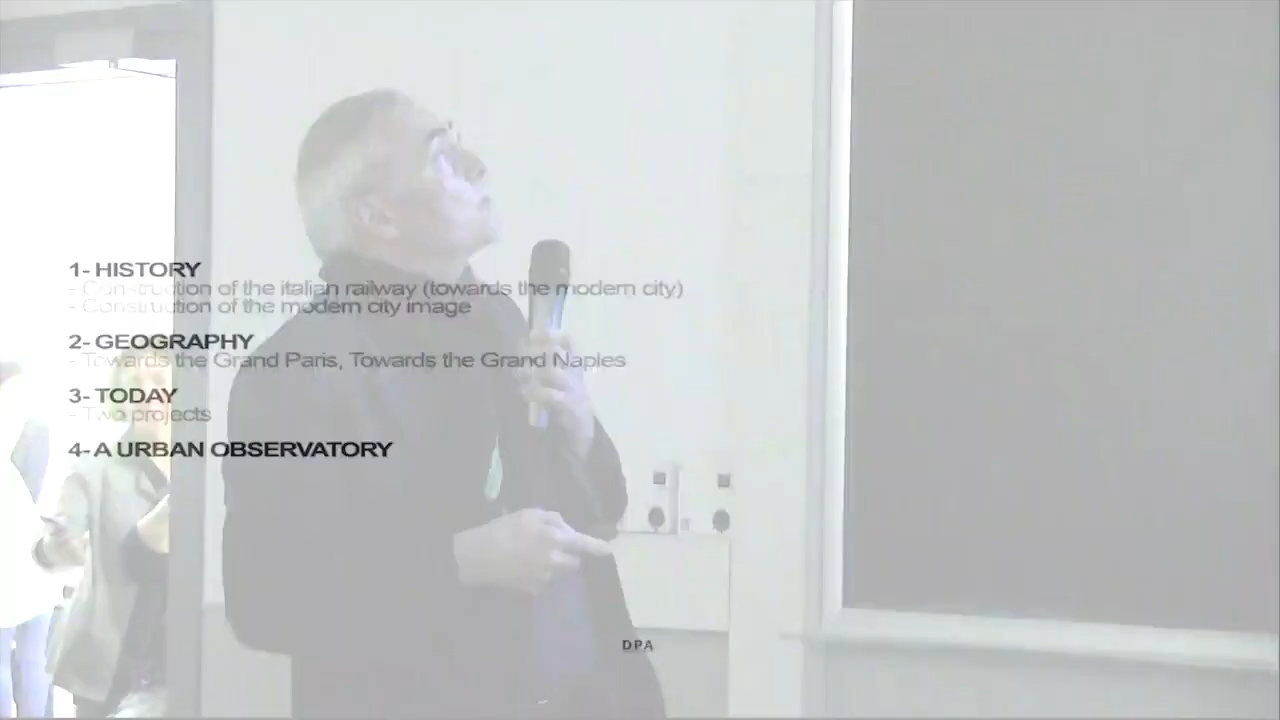 1- HISTORY
- Construction of the italian railway (towards the modern city)
- Construction of the modern city image
2- GEOGRAPHY
- Towards the Grand Paris, Towards the Grand Naples
3- TODAY
- Two projects
4- A URBAN OBSERVATORY
DPA